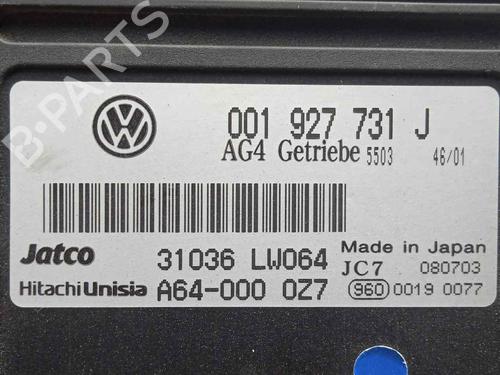 001 927 731 J
AG4 Getriebe 5503 46/01
Jatco 31036 LW064 Made in Japan
JC7 080703
HitachiUnisia A64-000 0Z7 960 0019 0077
B-PARTS